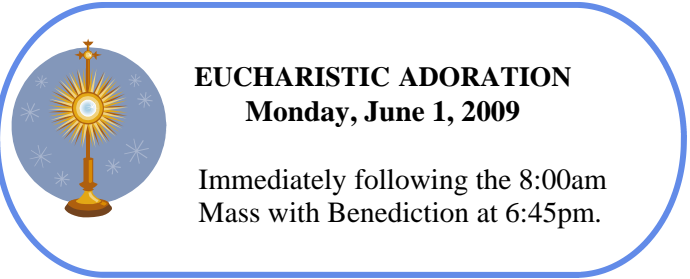 EUCHARISTIC ADORATION
Monday, June 1, 2009
Immediately following the 8:00am
Mass with Benediction at 6:45pm.